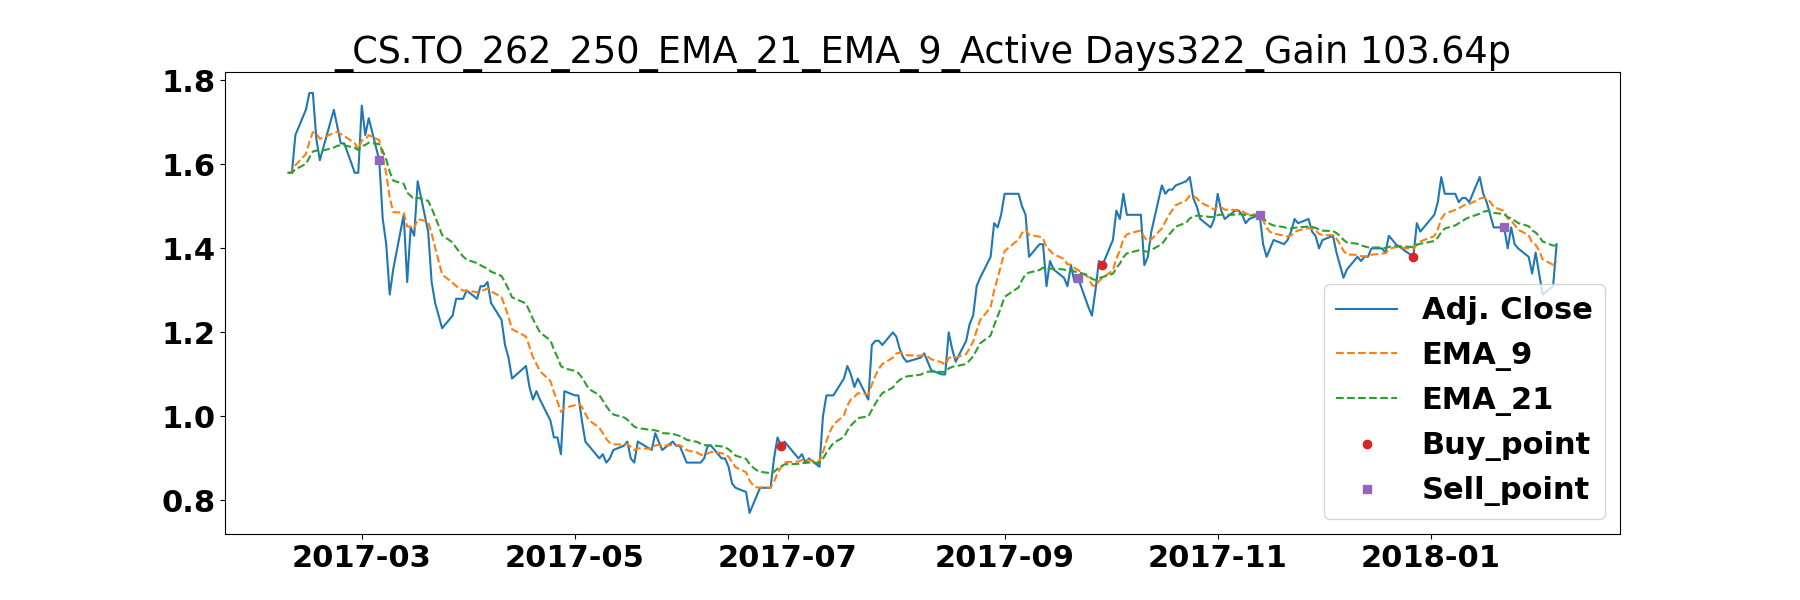 _CS.TO_262_250_EMA_21_EMA_9_Active Days322_Gain 103.64p
1.8
1.6
1.4
1.2
1.0
0.8
Adj. Close
EMA_9
EMA_21
Buy_point
Sell_point
2017-03 2017-05 2017-07 2017-09 2017-11 2018-01